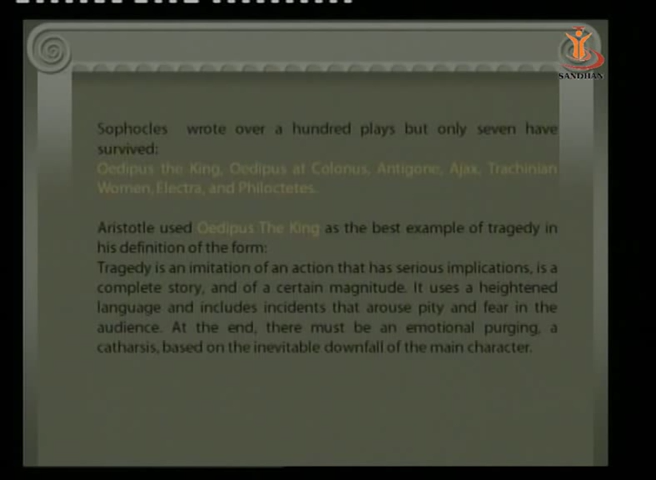 SANDHAN
Sophocles wrote over a hundred plays but only seven have
survived:
Oedipus the King, Oedipus at Colonus, Antigone, Ajax, Trachinian
Women, Electra, and Philoctetes.
Aristotle used Oedipus The King as the best example of tragedy in
his definition of the form:
Tragedy is an imitation of an action that has serious implications, is a
complete story, and of a certain magnitude. It uses a heightened
language and includes incidents that arouse pity and fear in the
audience. At the end, there must be an emotional purging, a
catharsis, based on the inevitable downfall of the main character.